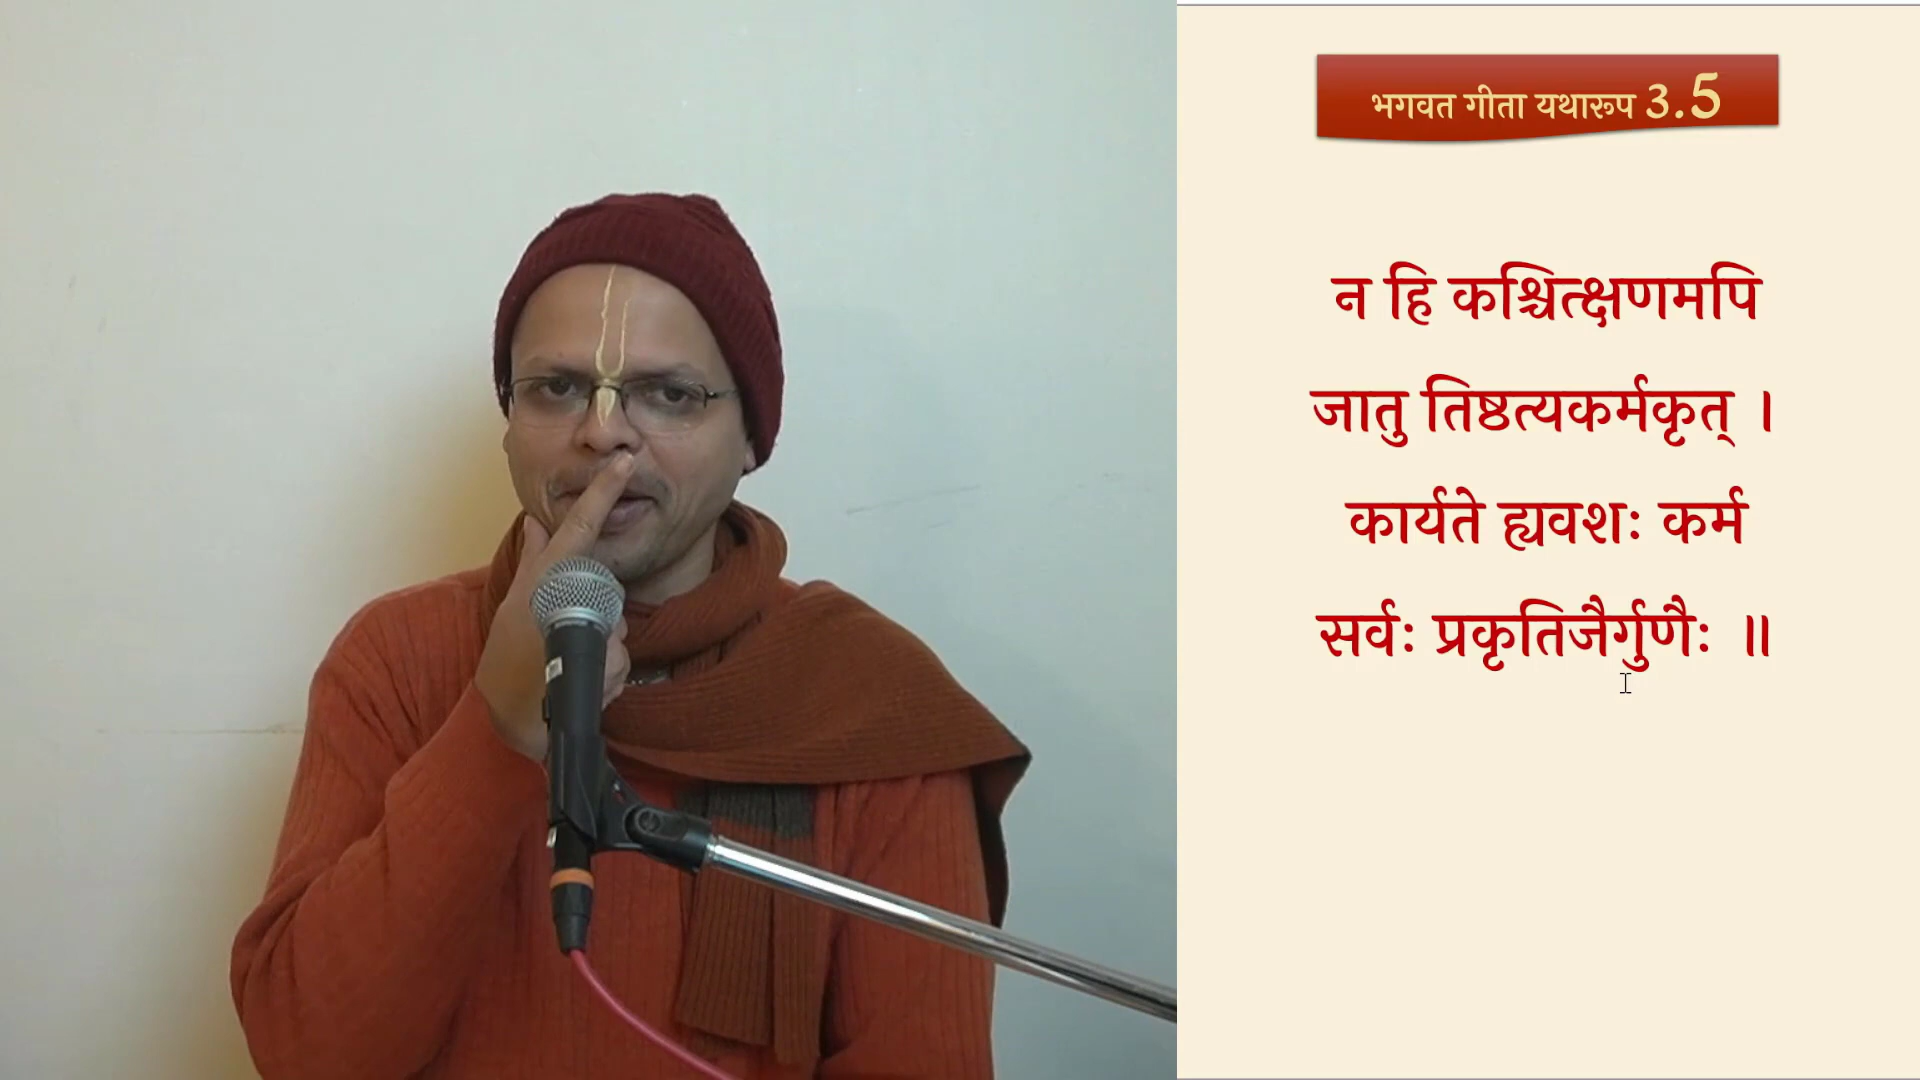 भगवत गीता यथारूप 3.5
न हि कश्चित्क्षणमपि
जातु तिष्ठत्यकर्मकृत् ।
कार्यते ह्यवशः कर्म
सर्वः प्रकृतिजैर्गुणैः ॥